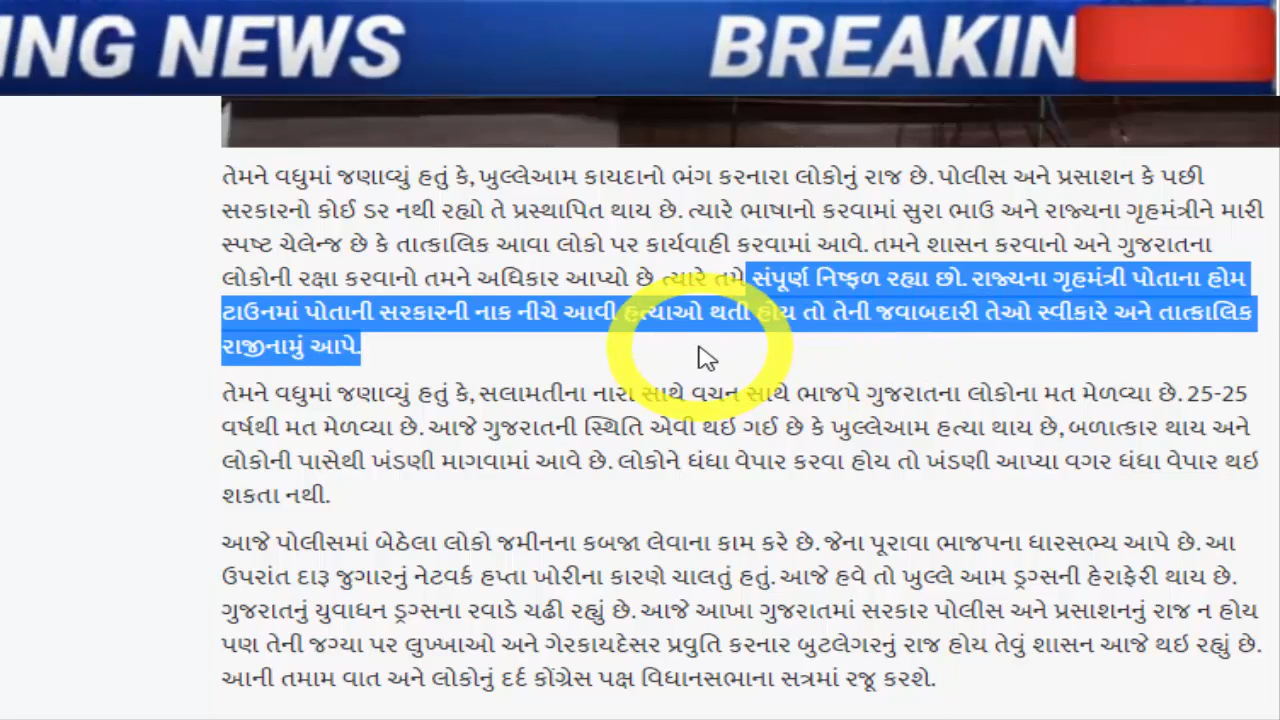 ING NEWS BREAKIN
તેમને વધુમાં જણાવ્યું હતું કે, ખુલ્લેઆમ કાયદાનો ભંગ કરનારા લોકોનું રાજ છે. પોલીસ અને પ્રસાશન કે પછી
સરકારનો કોઈ ડર નથી રહ્યો તે પ્રસ્થાપિત થાય છે. ત્યારે ભાષાનો કરવામાં સુરા ભાઉ અને રાજ્યના ગૃહમંત્રીને મારી
સ્પષ્ટ ચેલેન્જ છે કે તાત્કાલિક આવા લોકો પર કાર્યવાહી કરવામાં આવે. તમને શાસન કરવાનો અને ગુજરાતના
લોકોની રક્ષા કરવાનો તમને અધિકાર આપ્યો છે ત્યારે તમે સંપૂર્ણ નિષ્ફળ રહ્યા છો. રાજ્યના ગૃહમંત્રી પોતાના હોમ
ટાઉનમાં પોતાની સરકારની નાક નીચે આવી હત્યાઓ થતી હોય તો તેની જવાબદારી તેઓ સ્વીકારે અને તાત્કાલિક
રાજીનામું આપે.
તેમને વધુમાં જણાવ્યું હતું કે, સલામતીના નારા સાથે વચન સાથે ભાજપે ગુજરાતના લોકોના મત મેળવ્યા છે. 25-25
વર્ષથી મત મેળવ્યા છે. આજે ગુજરાતની સ્થિતિ એવી થઈ ગઈ છે કે ખુલ્લેઆમ હત્યા થાય છે, બળાત્કાર થાય અને
લોકોની પાસેથી ખંડણી માગવામાં આવે છે. લોકોને ધંધા વેપાર કરવા હોય તો ખંડણી આપ્યા વગર ધંધા વેપાર થઇ
શકતા નથી.
આજે પોલીસમાં બેઠેલા લોકો જમીનના કબજા લેવાના કામ કરે છે. જેના પૂરાવા ભાજપના ધારસભ્ય આપે છે. આ
ઉપરાંત દારૂ જુગારનું નેટવર્ક હપ્તા ખોરીના કારણે ચાલતું હતું. આજે હવે તો ખુલ્લે આમ ડ્રગ્સની હેરાફેરી થાય છે.
ગુજરાતનું યુવાધન ડ્રગ્સના રવાડે ચઢી રહ્યું છે. આજે આખા ગુજરાતમાં સરકાર પોલીસ અને પ્રસાશનનું રાજ ન હોય
પણ તેની જગ્યા પર લુખ્ખાઓ અને ગેરકાયદેસર પ્રવુતિ કરનાર બુટલેગરનું રાજ હોય તેવું શાસન આજે થઇ રહ્યું છે.
આની તમામ વાત અને લોકોનું દર્દ કોંગ્રેસ પક્ષ વિધાનસભાના સત્રમાં રજૂ કરશે.